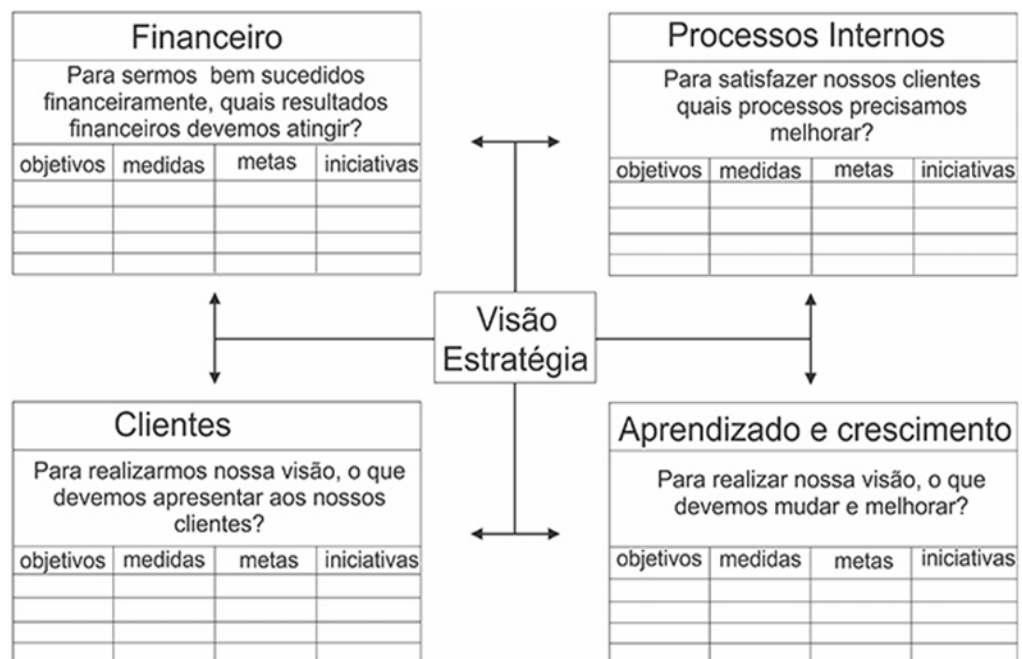 Financeiro
Para sermos bem sucedidos
financeiramente, quais resultados
financeiros devemos atingir?
objetivos medidas metas iniciativas
Processos Internos
Para satisfazer nossos clientes
quais processos precisamos
melhorar?
objetivos medidas metas iniciativas
Visão
Estratégia
Clientes
Para realizarmos nossa visão, o que
devemos apresentar aos nossos
clientes?
objetivos medidas metas iniciativas
Aprendizado e crescimento
Para realizar nossa visão, o que
devemos mudar e melhorar?
objetivos medidas metas iniciativas